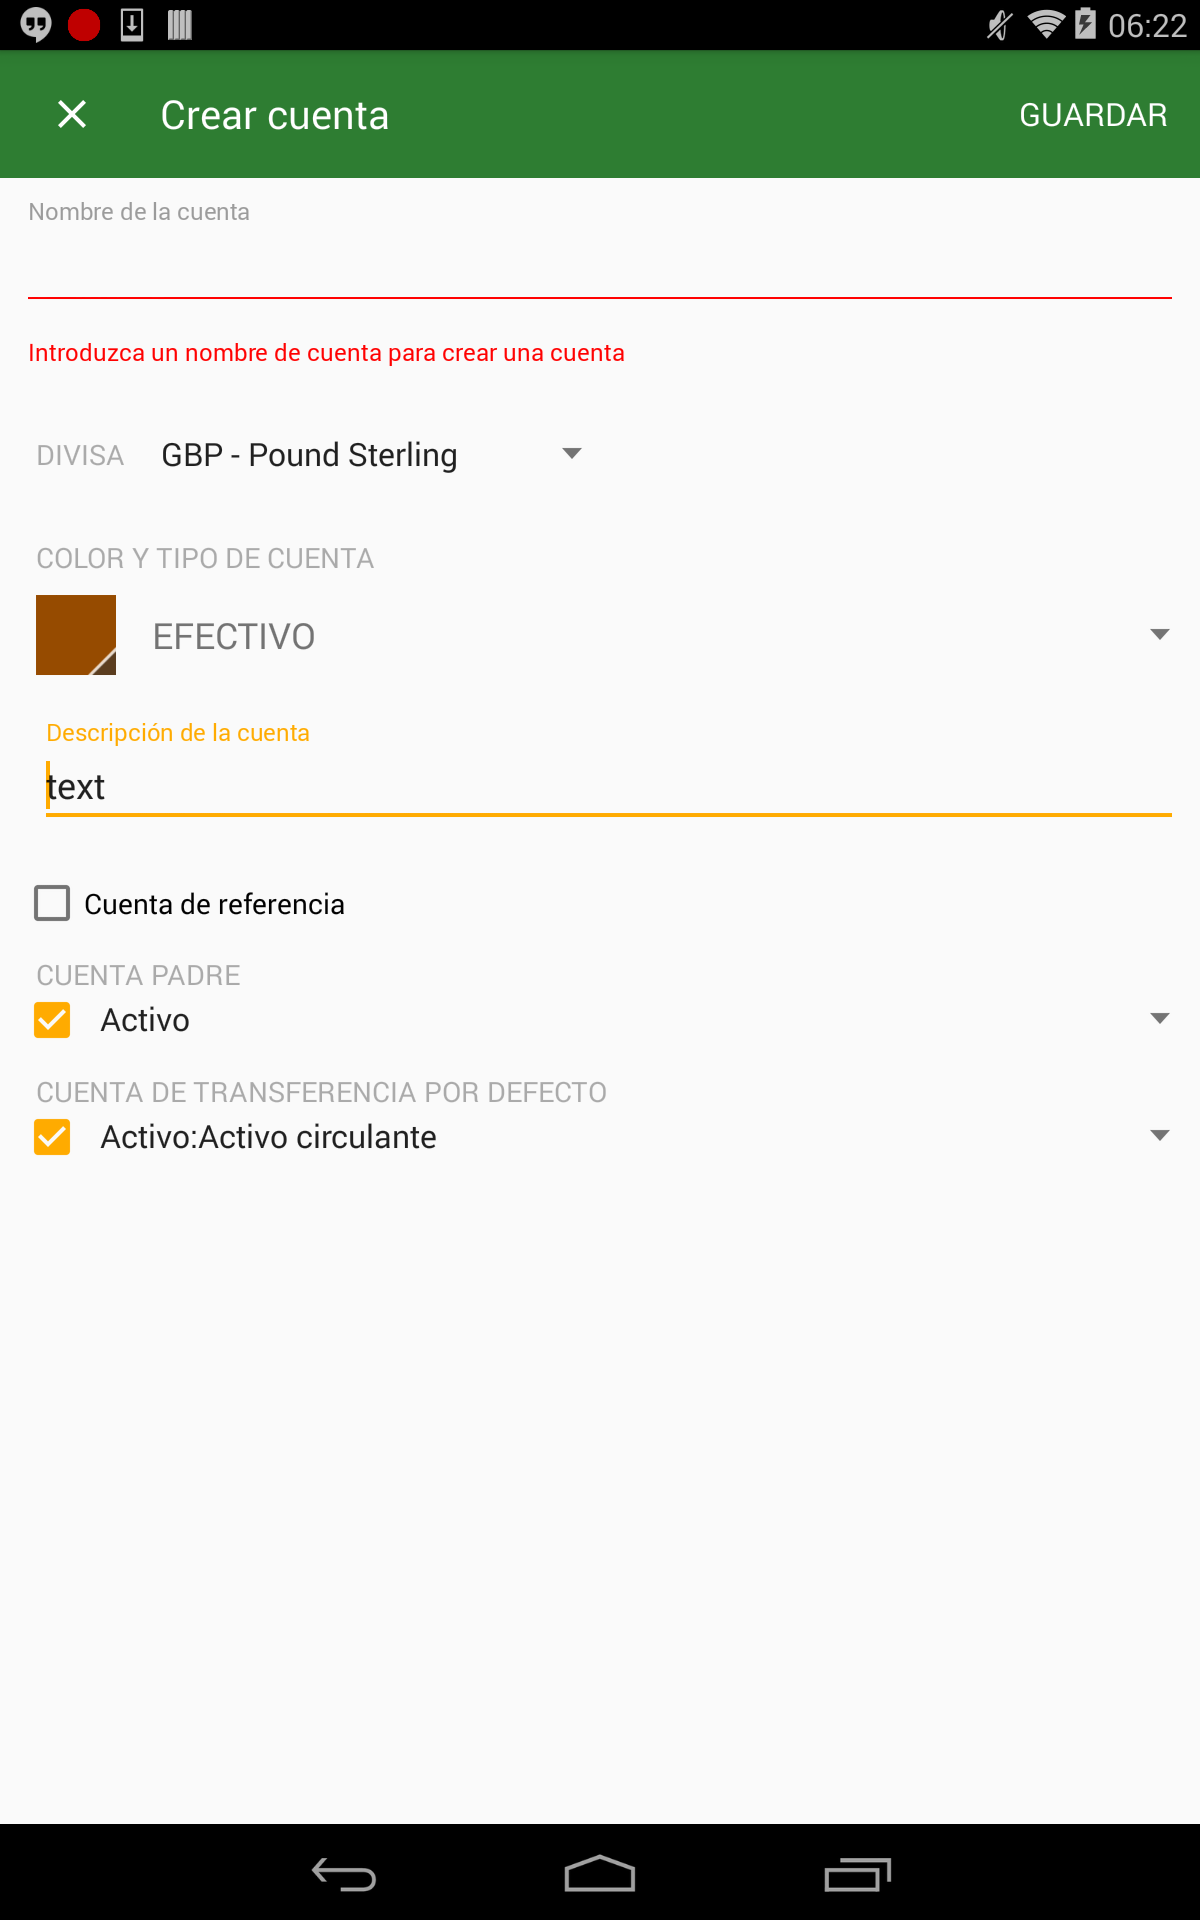 06:22
Crear cuenta
GUARDAR
Nombre de la cuenta
Introduzca un nombre de cuenta para crear una cuenta
DIVISA GBP - Pound Sterling
COLOR Y TIPO DE CUENTA
EFECTIVO
Descripción de la cuenta
text
Cuenta de referencia
CUENTA PADRE
Activo
CUENTA DE TRANSFERENCIA POR DEFECTO
Activo:Activo circulante